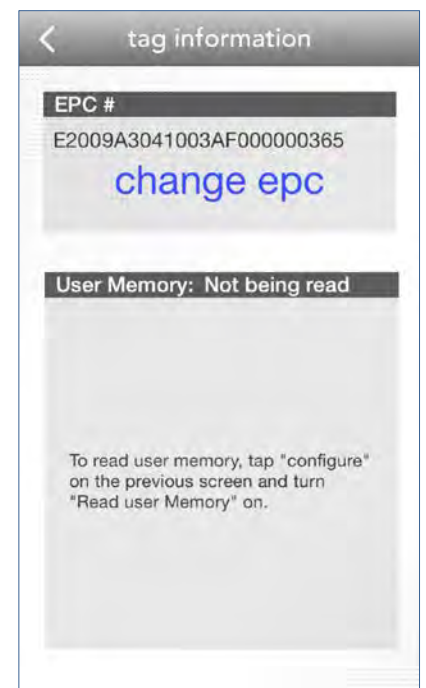 tag information
EPC #
E2009A3041003AF000000365
change epc
User Memory: Not being read
To read user memory, tap "configure"
on the previous screen and turn
"Read user Memory" on.